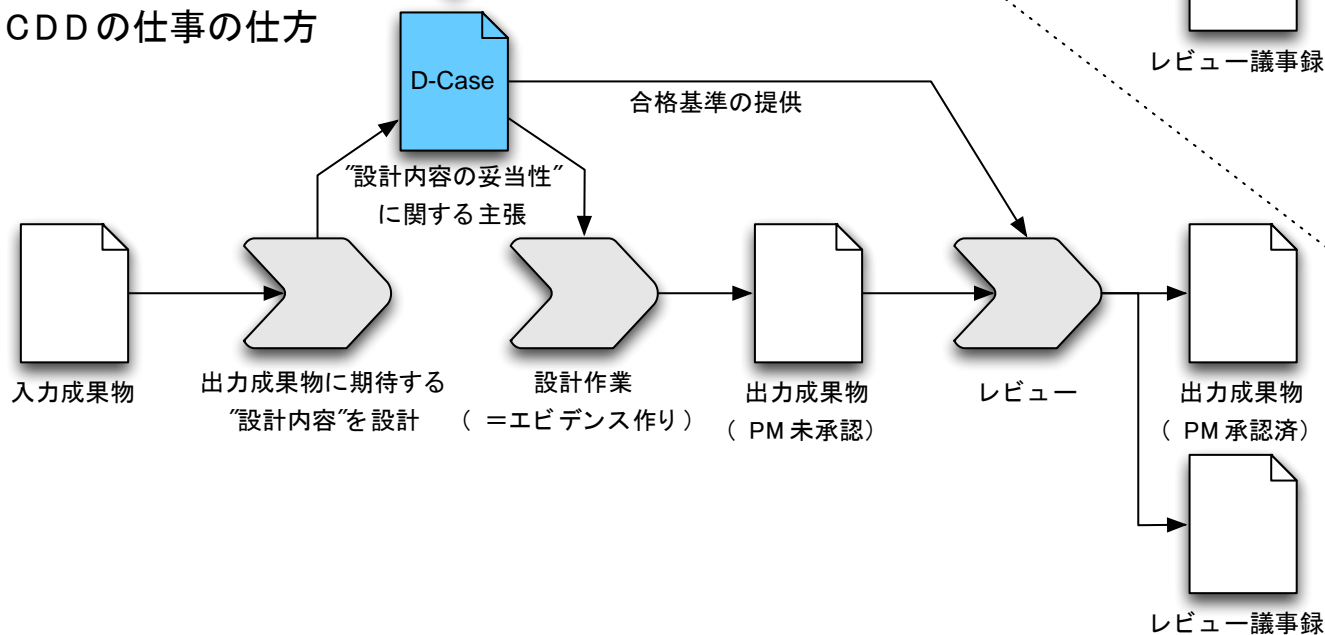 CDDの仕事の仕方
レビュー議事録
D-Case
合格基準の提供
"設計内容の妥当性"
に関する主張
入力成果物
出力成果物に期待する
"設計内容"を設計
設計作業
(=エビデンス作り)
出力成果物
(PM未承認)
レビュー
出力成果物
(PM承認済)
レビュー議事録